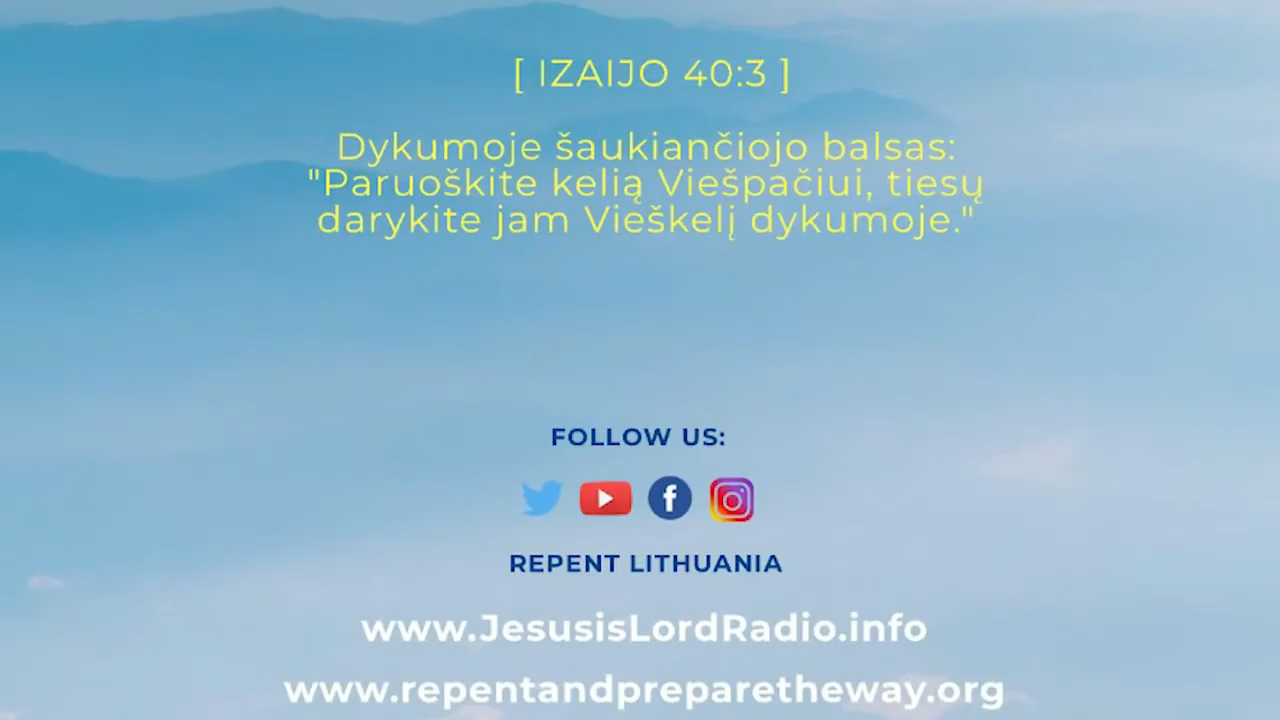 [ IZAIJO 40:3 ]
Dykumoje šaukiančiojo balsas:
"Paruoškite kelią Viešpačiui, tiesų
darykite jam Vieškelį dykumoje."
FOLLOW US:
REPENT LITHUANIA
www.JesusisLordRadio.info
www.repentandpreparetheway.org